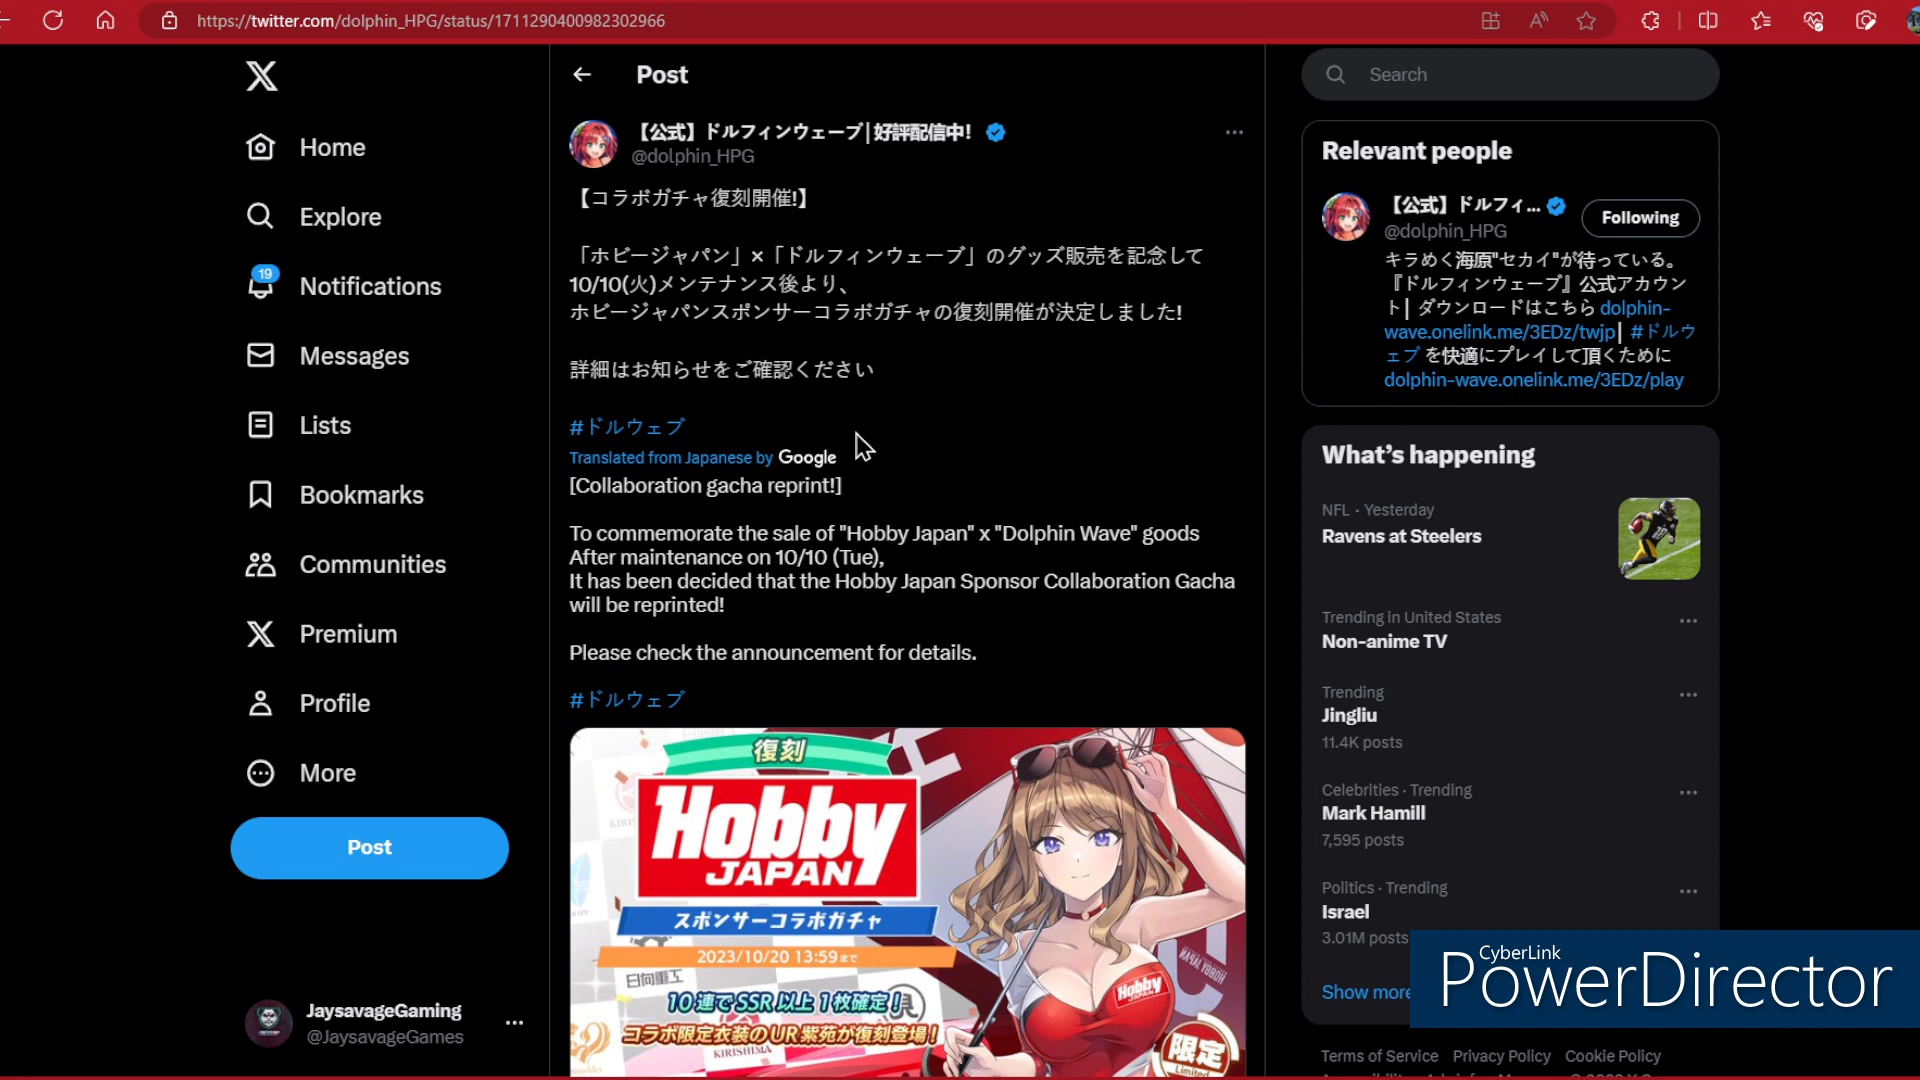 https://twitter.com/dolphin_HPG/status/1711290400982302966
Home
Explore
19
Notifications
Messages
Lists
Bookmarks
Communities
Premium
Profile
More
Post
JaysavageGaming
@JaysavageGames
Post
【公式】ドルフィンウェーブ|好評配信中!
@dolphin_HPG
【コラボガチャ復刻開催!】
「ホビージャパン」×「ドルフィンウェーブ」のグッズ販売を記念して
10/10(火)メンテナンス後より、
ホビージャパンスポンサーコラボガチャの復刻開催が決定しました!
詳細はお知らせをご確認ください
#ドルウェブ
Translated from Japanese by Google
[Collaboration gacha reprint!]
To commemorate the sale of "Hobby Japan" x "Dolphin Wave" goods
After maintenance on 10/10 (Tue),
It has been decided that the Hobby Japan Sponsor Collaboration Gacha
will be reprinted!
Please check the announcement for details.
#ドルウェブ
復刻
Hobby
JAPAN
スポンサーコラボガチャ
2023/10/20 13:59まで
日向重工
10連でSSR以上1枚確定!
コラボ限定衣装のUR紫苑が復刻登場!
KIRISHIMA
Hobby
HOBBY JAPAN
限定
Limited
Search
Relevant people
【公式】ドルフィ...
Following
@dolphin_HPG
キラめく海原"セカイ"が待っている。
『ドルフィンウェーブ』公式アカウン
ト| ダウンロードはこちら dolphin-
wave.onelink.me/3EDz/twjp| #ドルウ
ェブ を快適にプレイして頂くために
dolphin-wave.onelink.me/3EDz/play
What's happening
NFL · Yesterday
Ravens at Steelers
Trending in United States
Non-anime TV
Trending
Jingliu
11.4K posts
Celebrities · Trending
Mark Hamill
7,595 posts
Politics · Trending
Israel
3.01M posts
Show more
CyberLink
PowerDirector
Terms of Service Privacy Policy Cookie Policy